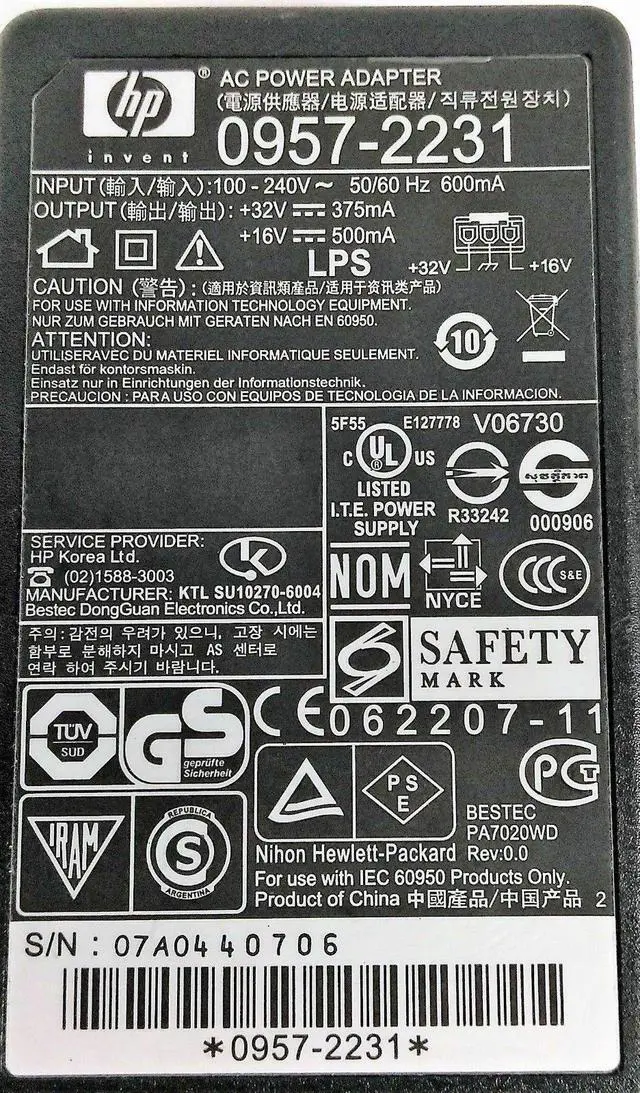 hp ® AC POWER ADAPTER
(電源供應器/电源适配器/직류전원장치)
invent 0957-2231
INPUT (輸入/输入):100 - 240V~ 50/60 Hz 600mA
OUTPUT (輸出/输出): +32V 375mA
+16V 500mA
LPS +32V +16V
CAUTION (警告) : (適用於資訊類產品/适用于资讯类产品)
FOR USE WITH INFORMATION TECHNOLOGY EQUIPMENT.
NUR ZUM GEBRAUCH MIT GERATEN NACH EN 60950.
ATTENTION:
UTILISERAVEC DU MATERIEL INFORMATIQUE SEULEMENT.
Endast för kontorsmaskin.
Einsatz nur in Einrichtungen der Informationstechnik.
PRECAUCION : PARA USO CON EQUIPOS DE TECNOLOGIA DE LA INFORMACION.
10
5F55 E127778 V06730
C UL ® US
LISTED
I.T.E. POWER
SUPPLY
R33242
000906
SERVICE PROVIDER:
HP Korea Ltd.
☎ (02)1588-3003
MANUFACTURER: KTL SU10270-6004
Bestec DongGuan Electronics Co.,Ltd.
NOM
NYCE
CCC S&E
주의: 감전의 우려가 있으니, 고장 시에는
함부로 분해하지 마시고 AS 센터로
연락 하여 주시기 바랍니다.
SAFETY
MARK
TÜV
SUD
GS
geprüfte
Sicherheit
CE 062207-11
PS
E
PCT
IRAM
REPUBLICA
S
ARGENTINA
BESTEC
PA7020WD
Nihon Hewlett-Packard Rev:0.0
For use with IEC 60950 Products Only.
Product of China 中國產品/中国产品 2
S/N : 07A0440706
*0957-2231*